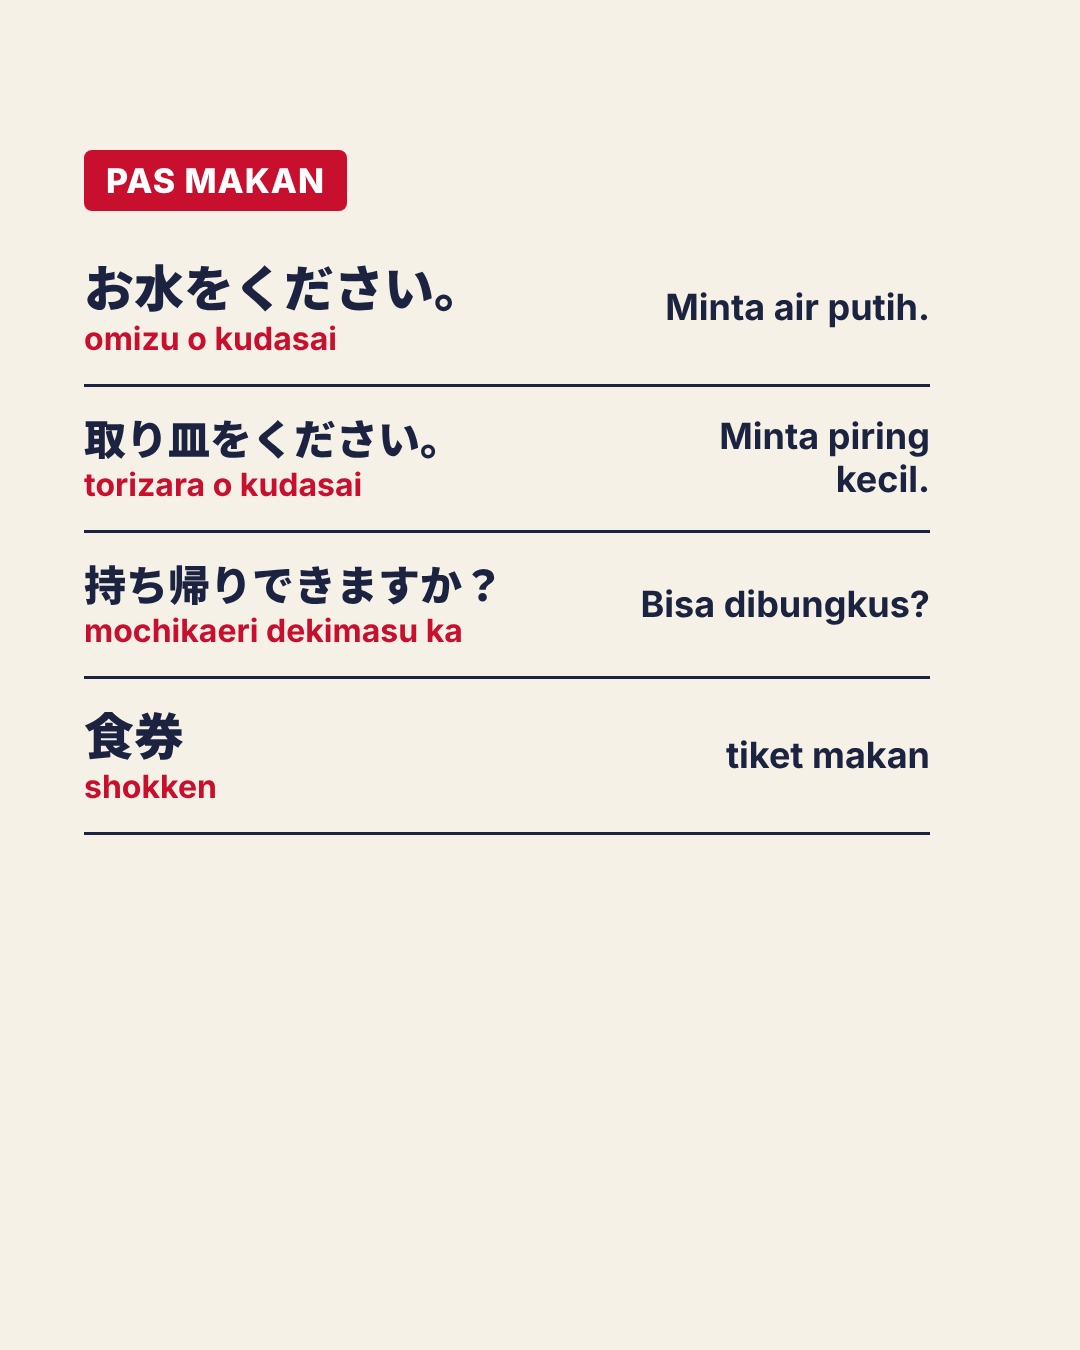 PAS MAKAN
お水をください。
omizu o kudasai
Minta air putih.
取り皿をください。
torizara o kudasai
Minta piring
kecil.
持ち帰りできますか？
mochikaeri dekimasu ka
Bisa dibungkus?
食券
shokken
tiket makan